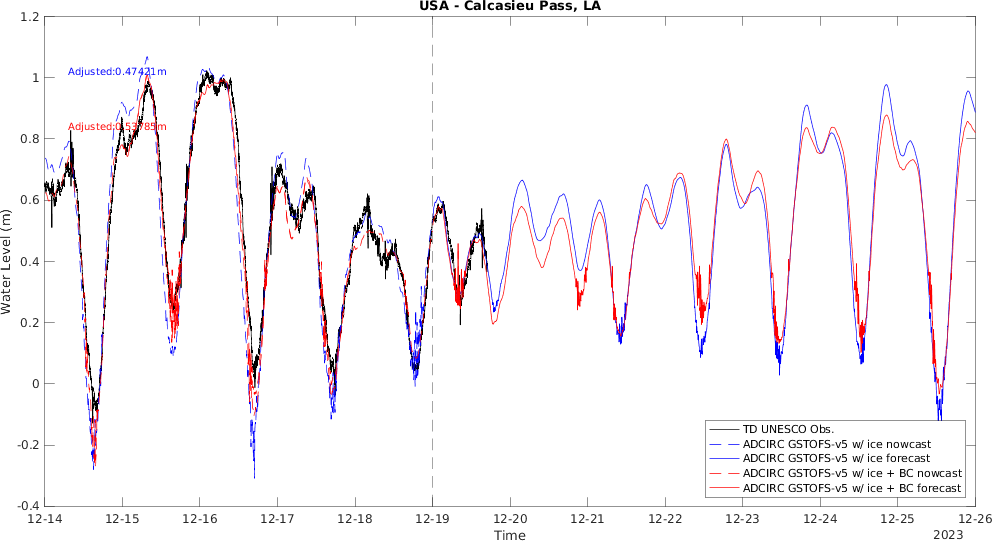 USA - Calcasieu Pass, LA
1.2
1
0.8
0.6
0.4
0.2
0
-0.2
-0.4
Water Level (m)
Adjusted:0.47421m
Adjusted:0.53785m
TD UNESCO Obs.
ADCIRC GSTOFS-v5 w/ ice nowcast
ADCIRC GSTOFS-v5 w/ ice forecast
ADCIRC GSTOFS-v5 w/ ice + BC nowcast
ADCIRC GSTOFS-v5 w/ ice + BC forecast
12-14 12-15 12-16 12-17 12-18 12-19 12-20 12-21 12-22 12-23 12-24 12-25 12-26
Time
2023